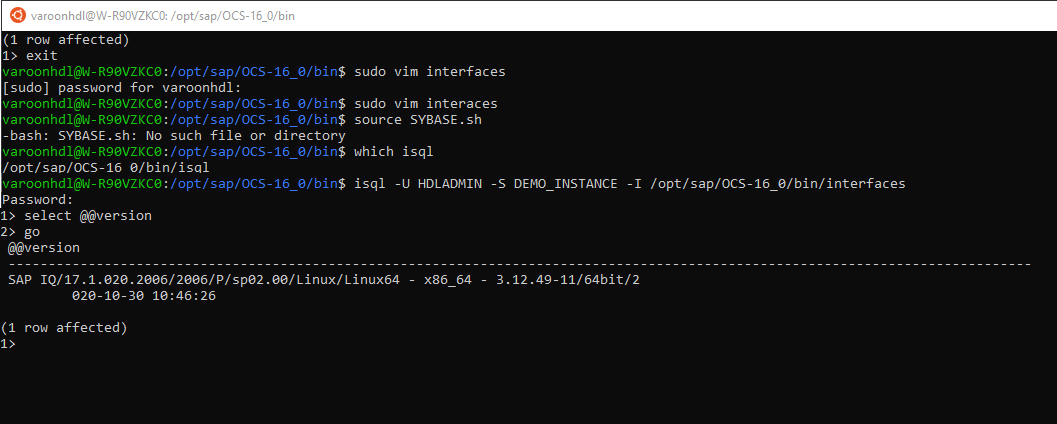 varoonhdl@W-R90VZKC0: /opt/sap/OCS-16_0/bin
(1 row affected)
1> exit
varoonhdl@W-R90VZKC0:/opt/sap/OCS-16_0/bin$ sudo vim interfaces
[sudo] password for varoonhdl:
varoonhdl@W-R90VZKC0:/opt/sap/OCS-16_0/bin$ sudo vim interaces
varoonhdl@W-R90VZKC0:/opt/sap/OCS-16_0/bin$ source SYBASE.sh
-bash: SYBASE.sh: No such file or directory
varoonhdl@W-R90VZKC0:/opt/sap/OCS-16_0/bin$ which isql
/opt/sap/OCS-16_0/bin/isql
varoonhdl@W-R90VZKC0:/opt/sap/OCS-16_0/bin$ isql -U HDLADMIN -S DEMO_INSTANCE -I /opt/sap/OCS-16_0/bin/interfaces
Password:
1> select @@version
2> go
@@version
-------------------------------------------------------------------------------------------------------------------------------
SAP IQ/17.1.020.2006/2006/P/sp02.00/Linux/Linux64 - x86_64 - 3.12.49-11/64bit/2
020-10-30 10:46:26
(1 row affected)
1>